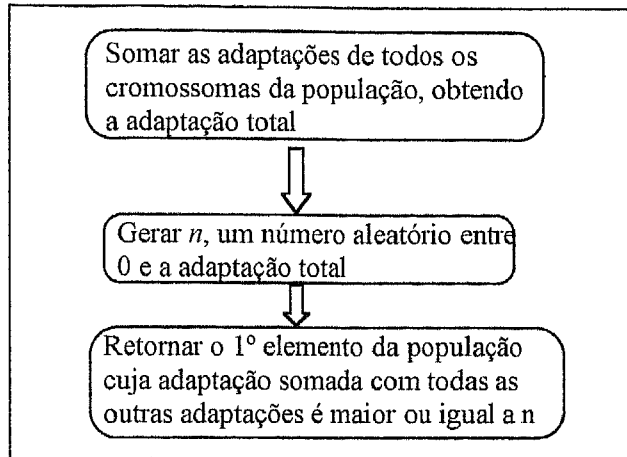 Somar as adaptações de todos os
cromossomas da população, obtendo
a adaptação total
Gerar n, um número aleatório entre
0 e a adaptação total
Retornar o 1º elemento da população
cuja adaptação somada com todas as
outras adaptações é maior ou igual a n